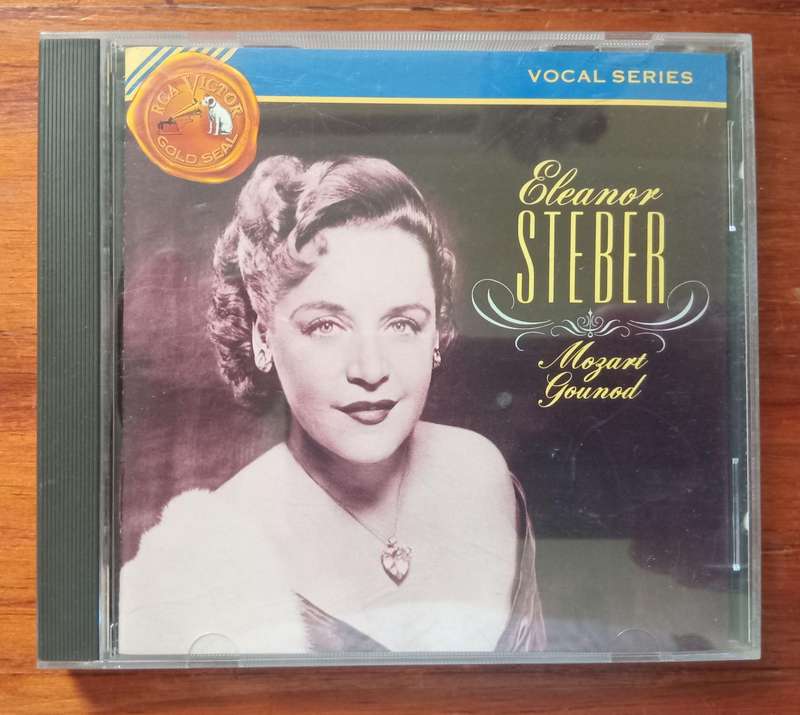 RCA VICTOR
GOLD SEAL
VOCAL SERIES
Eleanor
STEBER
Mozart
Gounod